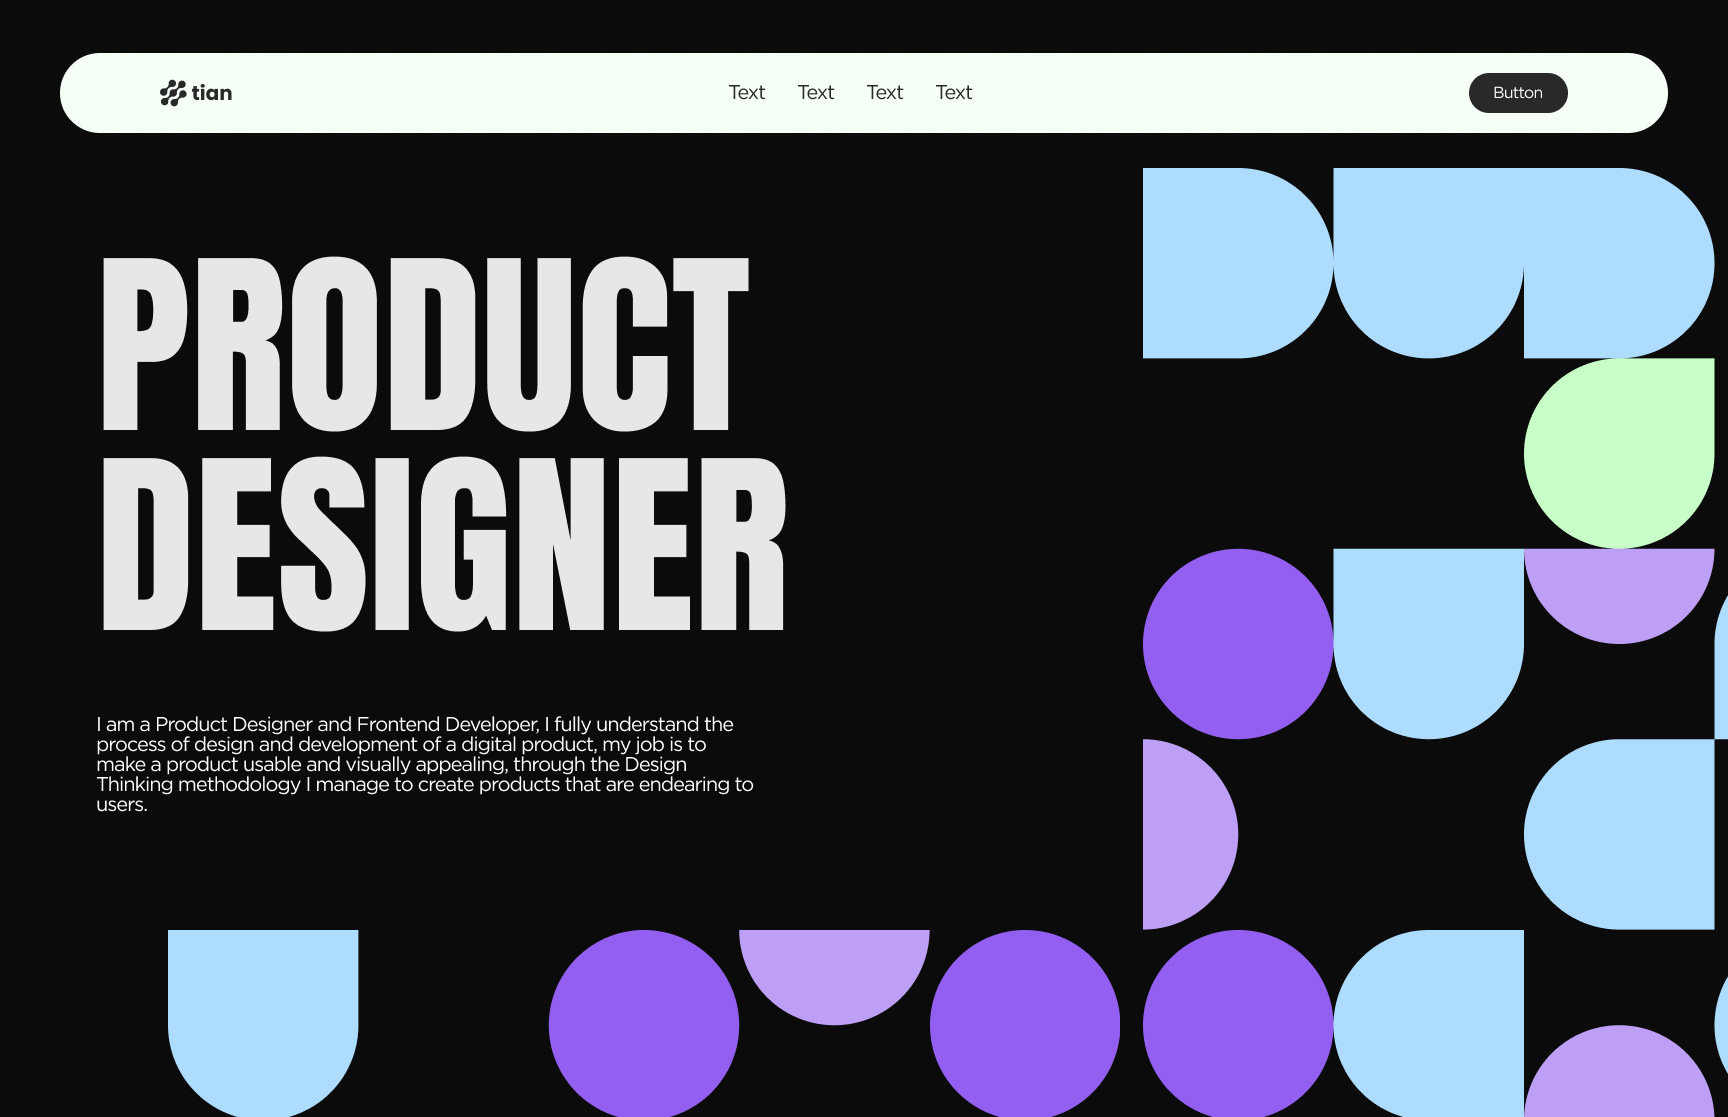 tian
Text Text Text Text
Button
PRODUCT
DESIGNER
I am a Product Designer and Frontend Developer, I fully understand the
process of design and development of a digital product, my job is to
make a product usable and visually appealing, through the Design
Thinking methodology I manage to create products that are endearing to
users.